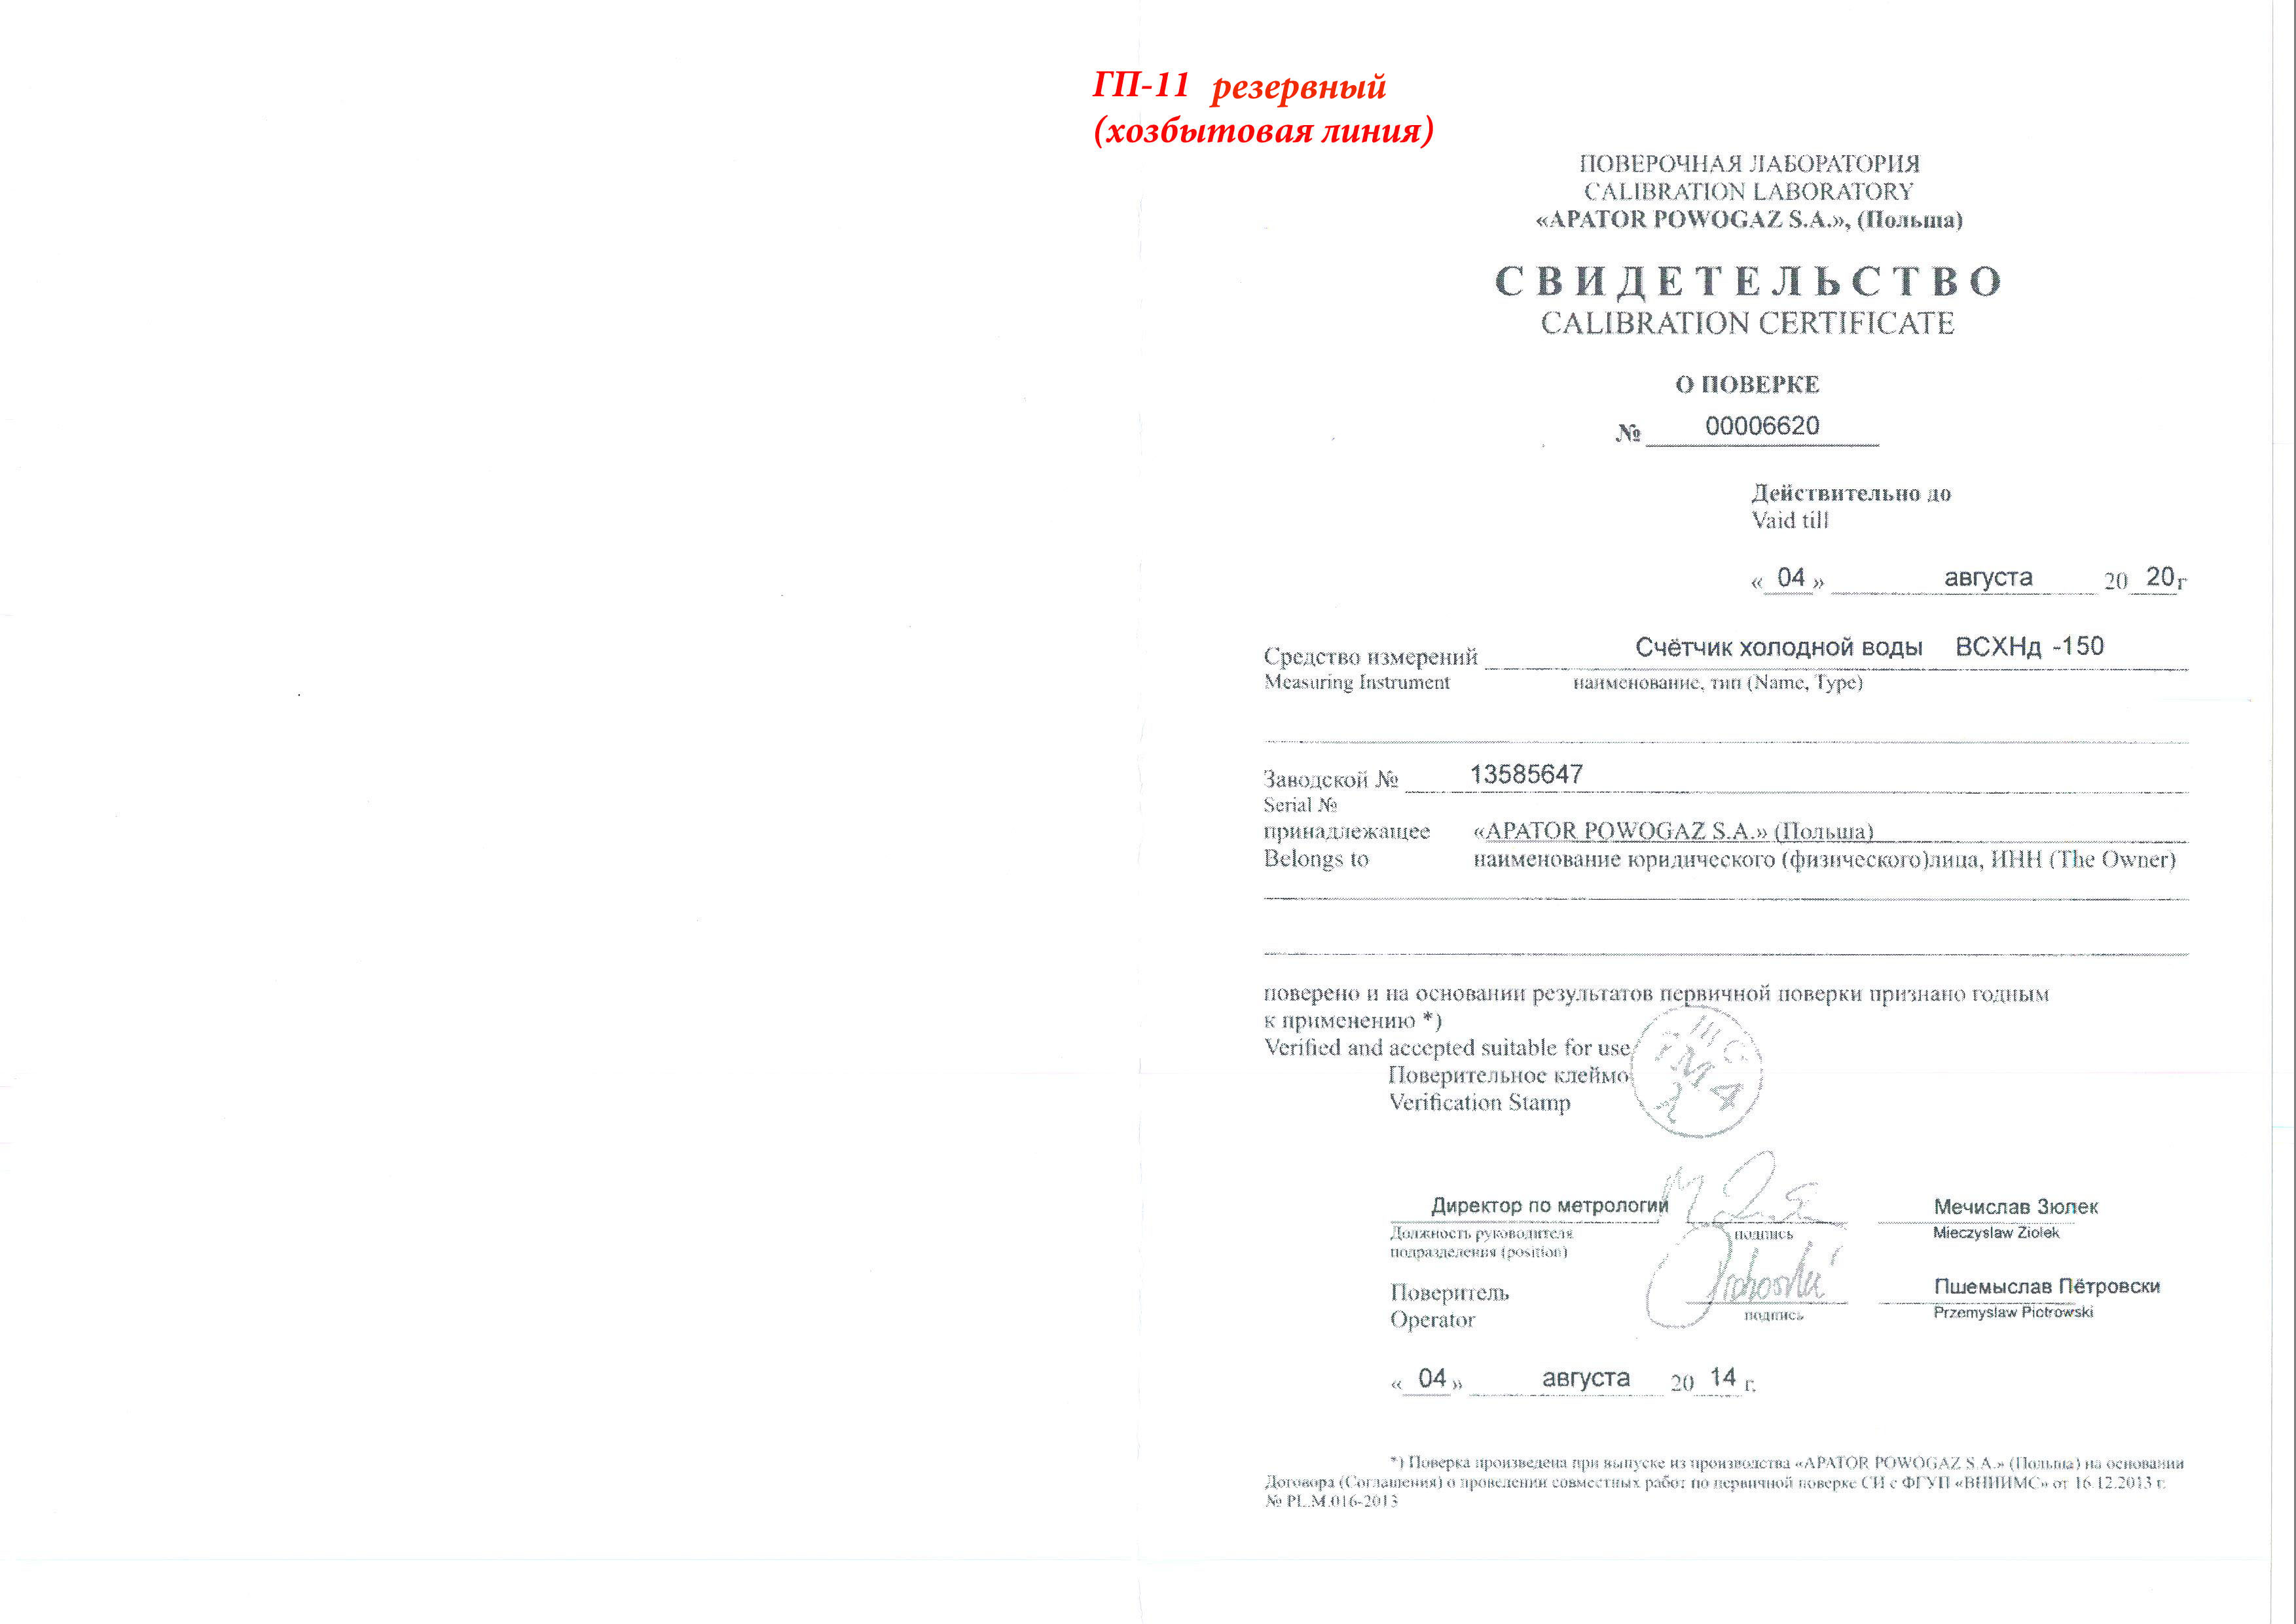 ГП-11 резервный
(хозбытовая линия)
ПОВЕРОЧНАЯ ЛАБОРАТОРИЯ
CALIBRATION LABORATORY
«APATOR POWOGAZ S.A.», (Польша)
СВИДЕТЕЛЬСТВО
CALIBRATION CERTIFICATE
О ПОВЕРКЕ
№ 00006620
Действительно до
Vaid till
« 04 » августа 20 20г
Средство измерений Счётчик холодной воды ВСХНд -150
Measuring Instrument наименование, тип (Name, Type)
Заводской № 13585647
Serial №
принадлежащее «APATOR POWOGAZ S.A.» (Польша)
Belongs to наименование юридического (физического)лица, ИНН (The Owner)
поверено и на основании результатов первичной поверки признано годным
к применению *)
Verified and accepted suitable for use
Поверительное клеймо
Verification Stamp
Директор по метрологии Мечислав Зюлек
Должность руководителя подпись Mieczyslaw Ziolek
подразделения (position)
Поверитель Пшемыслав Пётровски
Operator подпись Przemyslaw Piotrowski
« 04 » августа 20 14 г.
*) Поверка произведена при выпуске из производства «APATOR POWOGAZ S.A.» (Польша) на основании
Договора (Соглашения) о проведении совместных работ по первичной поверке СИ с ФГУП «ВНИИМС» от 16.12.2013 г.
№ PL.M.016-2013